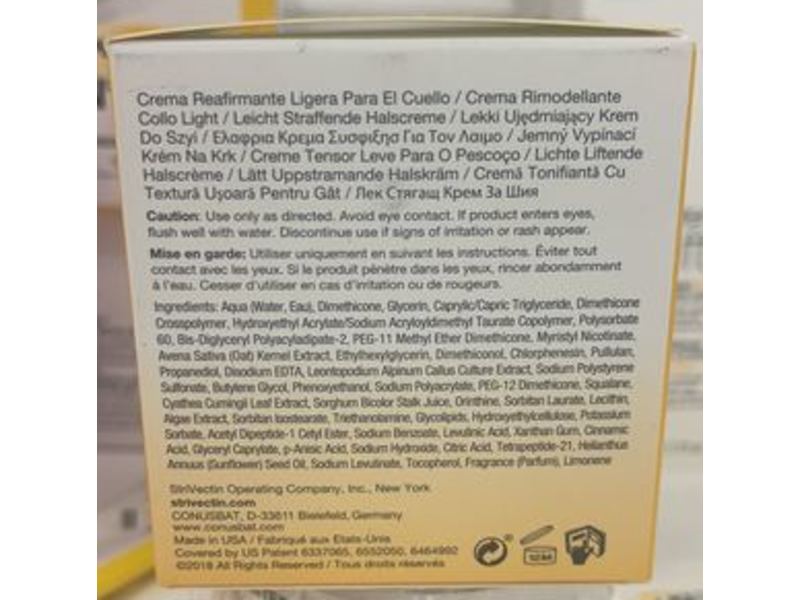 Crema Reafirmante Ligera Para El Cuello / Crema Rimodellante
Collo Light / Leicht Straffende Halscreme / Lekki Ujędrniający Krem
Do Szyi / Ελαφρια Κρεμα Συσφιξησ Για Τον Λαιμο / Jemný Vypínací
Krém Na Krk / Creme Tensor Leve Para O Pescoço / Lichte Liftende
Halscrème / Lätt Uppstramande Halskräm / Cremă Tonifiantă Cu
Textură Uşoară Pentru Gât / Лек Стягащ Крем За Шия
Caution: Use only as directed. Avoid eye contact. If product enters eyes,
flush well with water. Discontinue use if signs of irritation or rash appear.
Mise en garde: Utiliser uniquement en suivant les instructions. Éviter tout
contact avec les yeux. Si le produit pénètre dans les yeux, rincer abondamment
à l'eau. Cesser d'utiliser en cas d'irritation ou de rougeurs.
Ingredients: Aqua (Water, Eau), Dimethicone, Glycerin, Caprylic/Capric Triglyceride, Dimethicone
Crosspolymer, Hydroxyethyl Acrylate/Sodium Acryloyldimethyl Taurate Copolymer, Polysorbate
60, Bis-Diglyceryl Polyacyladipate-2, PEG-11 Methyl Ether Dimethicone, Myristyl Nicotinate,
Avena Sativa (Oat) Kernel Extract, Ethylhexylglycerin, Dimethiconol, Chlorphenesin, Pullulan,
Propanediol, Disodium EDTA, Leontopodium Alpinum Callus Culture Extract, Sodium Polystyrene
Sulfonate, Butylene Glycol, Phenoxyethanol, Sodium Polyacrylate, PEG-12 Dimethicone, Squalane,
Cyathea Cumingii Leaf Extract, Sorghum Bicolor Stalk Juice, Ornithine, Sorbitan Laurate, Lecithin,
Algae Extract, Sorbitan Isostearate, Triethanolamine, Glycolipids, Hydroxyethylcellulose, Potassium
Sorbate, Acetyl Dipeptide-1 Cetyl Ester, Sodium Benzoate, Levulinic Acid, Xanthan Gum, Cinnamic
Acid, Glyceryl Caprylate, p-Anisic Acid, Sodium Hydroxide, Citric Acid, Tetrapeptide-21, Helianthus
Annuus (Sunflower) Seed Oil, Sodium Levulinate, Tocopherol, Fragrance (Parfum), Limonene
StriVectin Operating Company, Inc., New York
strivectin.com
CONUSBAT, D-33611 Bielefeld, Germany
www.conusbat.com
Made in USA / Fabriqué aux Etats-Unis
Covered by US Patent 6337065, 6552050, 6464992
©2018 All Rights Reserved / Tous droits réservés
12M